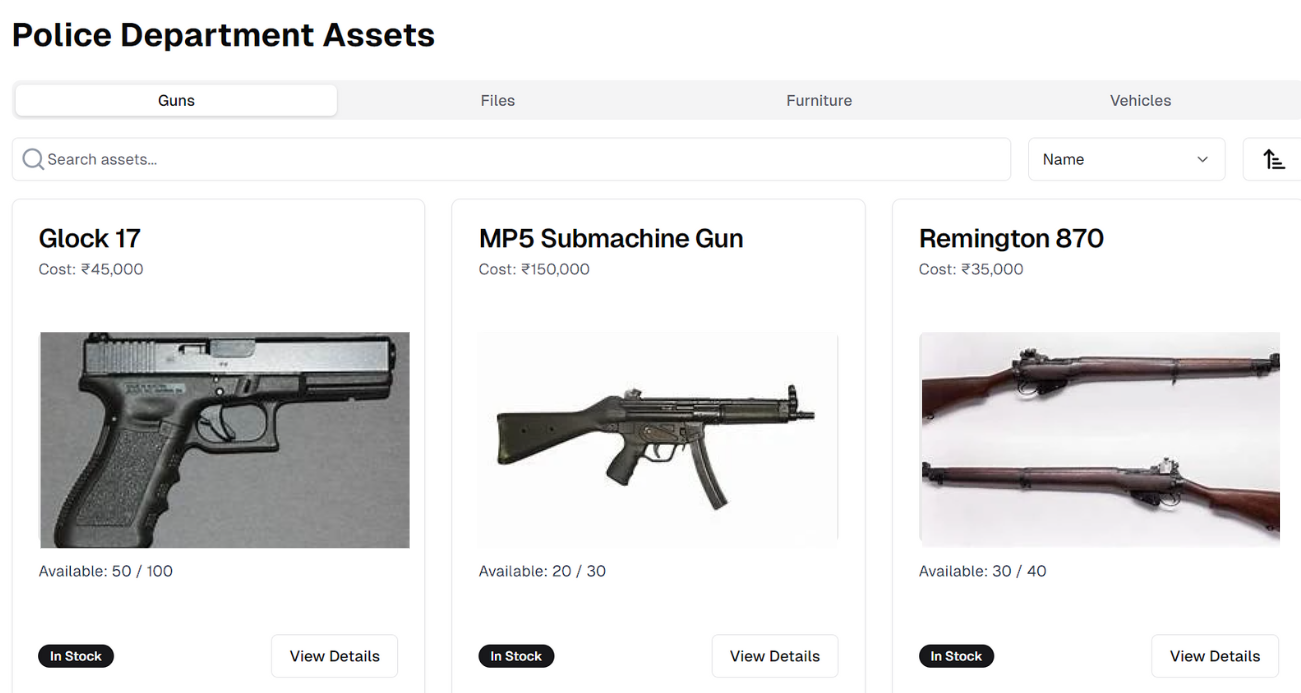 Police Department Assets
Guns
Files
Furniture
Vehicles
Search assets...
Name
Glock 17
Cost: ₹45,000
Available: 50 / 100
In Stock
View Details
MP5 Submachine Gun
Cost: ₹150,000
Available: 20 / 30
In Stock
View Details
Remington 870
Cost: ₹35,000
Available: 30 / 40
In Stock
View Details